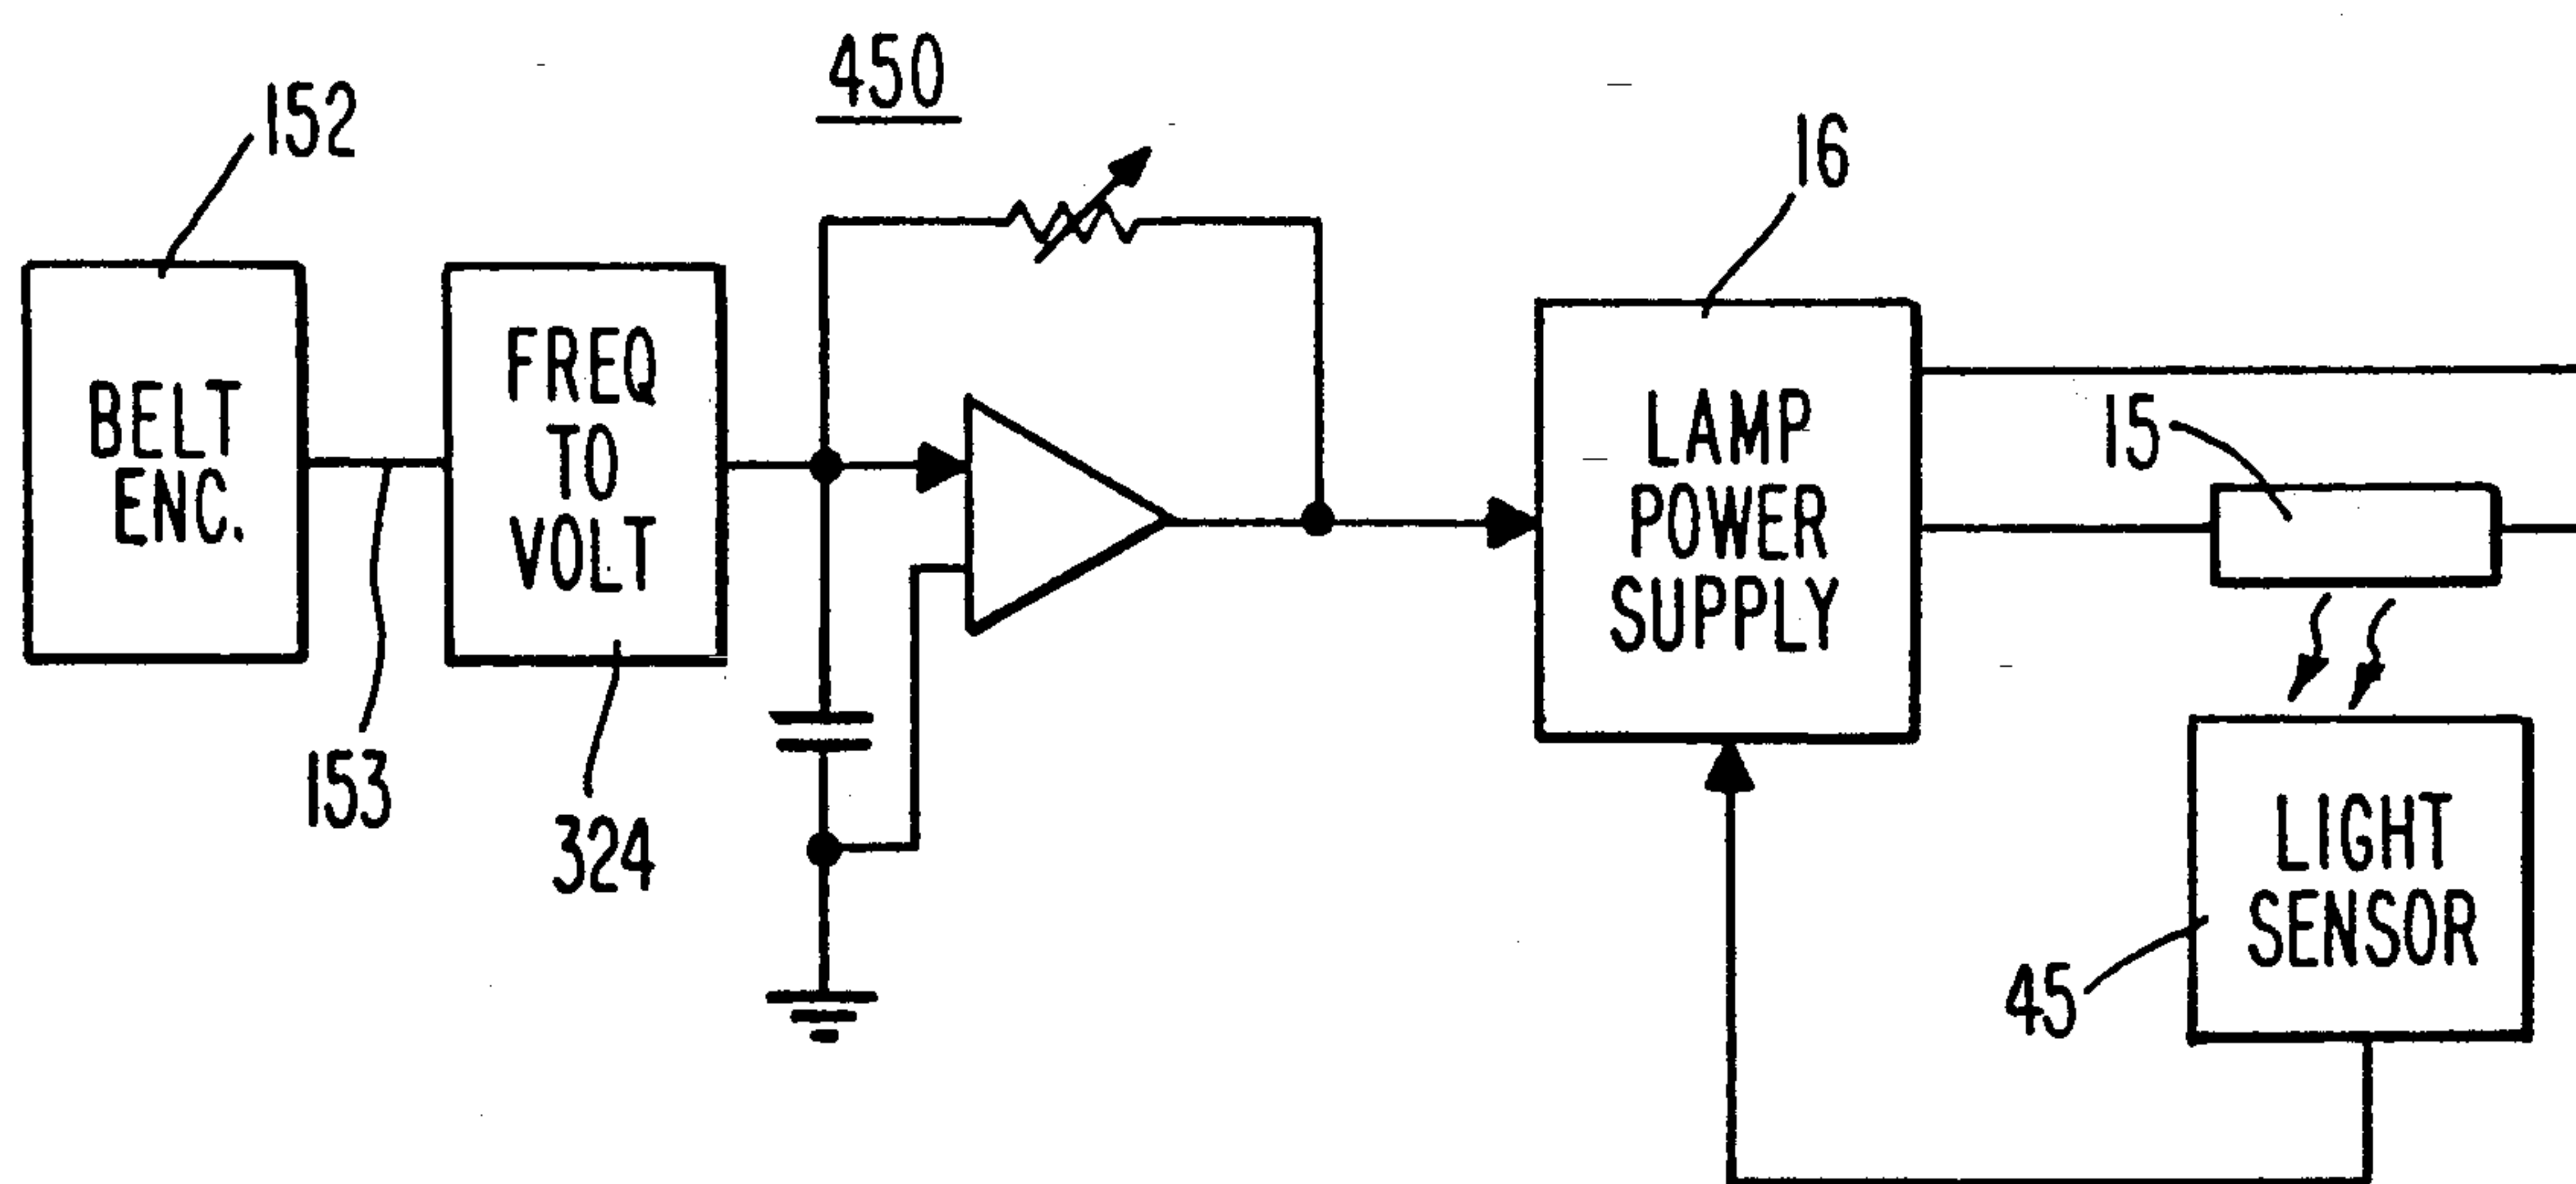 450
152
16
BELT
ENC.
FREQ
TO
VOLT
LAMP
POWER
SUPPLY
15
153
324
LIGHT
SENSOR
45